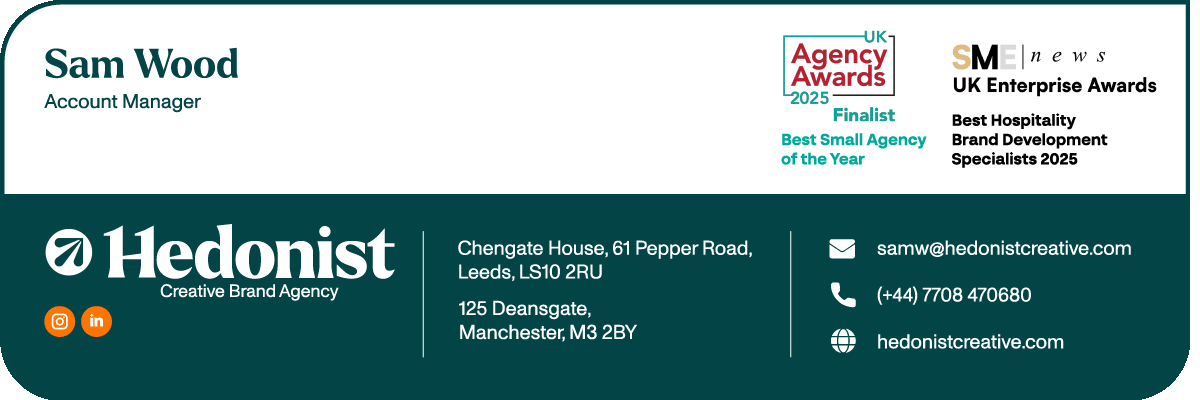 Sam Wood
Account Manager
UK
Agency
Awards
2025
Finalist
Best Small Agency
of the Year
SME news
UK Enterprise Awards
Best Hospitality
Brand Development
Specialists 2025
Hedonist
Creative Brand Agency
in
Chengate House, 61 Pepper Road,
Leeds, LS10 2RU
125 Deansgate,
Manchester, M3 2BY
samw@hedonistcreative.com
(+44) 7708 470680
hedonistcreative.com